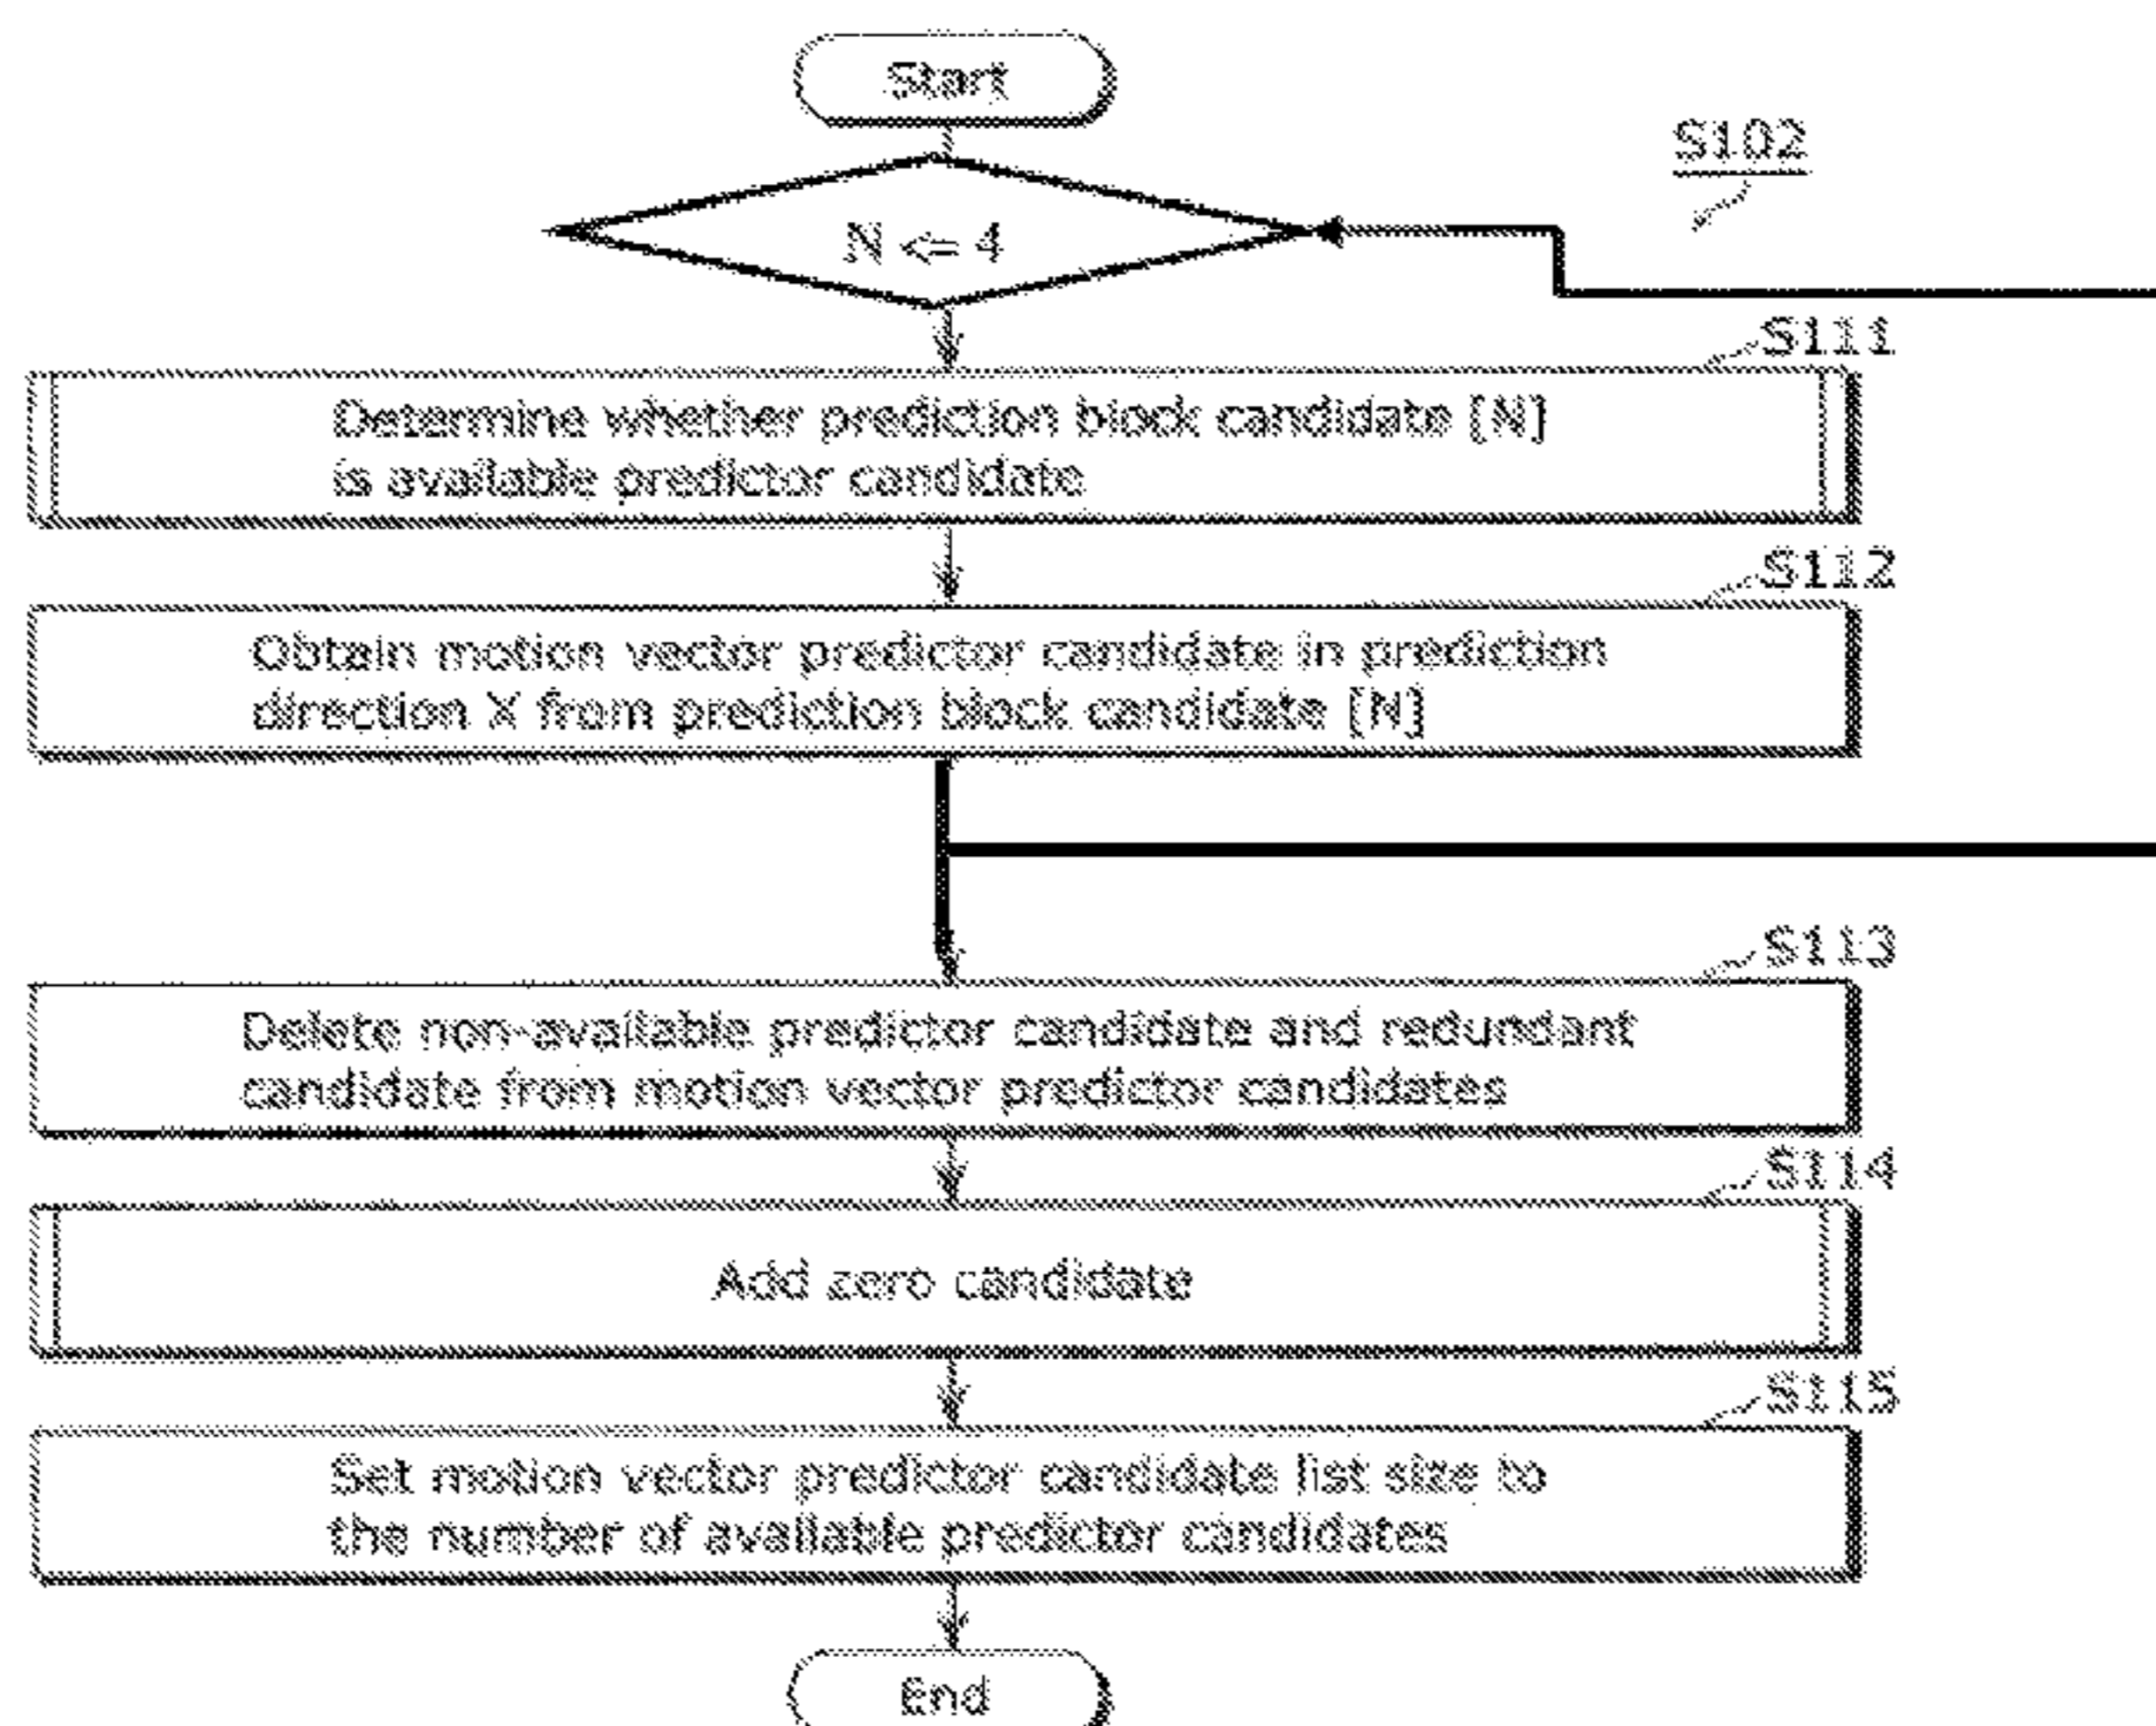 Start
S102
N <= 4
S111
Determine whether prediction block candidate [N]
is available predictor candidate
S112
Obtain motion vector predictor candidate in prediction
direction X from prediction block candidate [N]
S113
Delete non-available predictor candidate and redundant
candidate from motion vector predictor candidates
S114
Add zero candidate
S115
Set motion vector predictor candidate list size to
the number of available predictor candidates
End